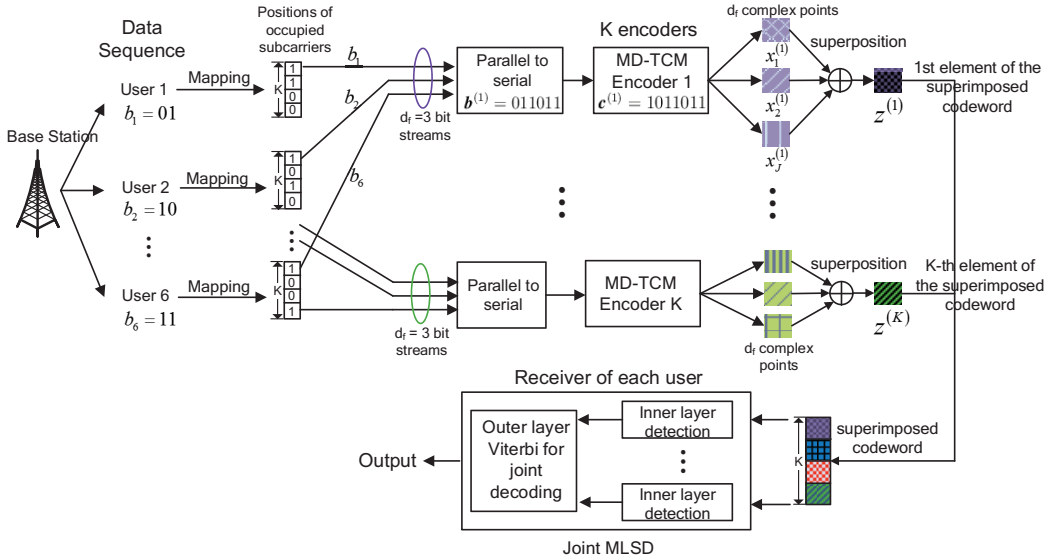 Data
Sequence
Positions of
occupied
subcarriers
K encoders
d_f complex points
Base Station
User 1
b_1 = 01
Mapping
K
1
1
0
0
b_1
b_2
b_6
d_f =3 bit
streams
Parallel to
serial
b^{(1)} = 011011
MD-TCM
Encoder 1
c^{(1)} = 1011011
x_1^{(1)}
x_2^{(1)}
x_J^{(1)}
superposition
z^{(1)}
1st element of the
superimposed
codeword
User 2
b_2 = 10
Mapping
K
1
0
1
0
User 6
b_6 = 11
Mapping
K
1
0
0
1
d_f = 3 bit
streams
Parallel to
serial
MD-TCM
Encoder K
superposition
d_f complex
points
z^{(K)}
K-th element of
the superimposed
codeword
Receiver of each user
Output
Outer layer
Viterbi for
joint
decoding
Inner layer
detection
Inner layer
detection
K
superimposed
codeword
Joint MLSD